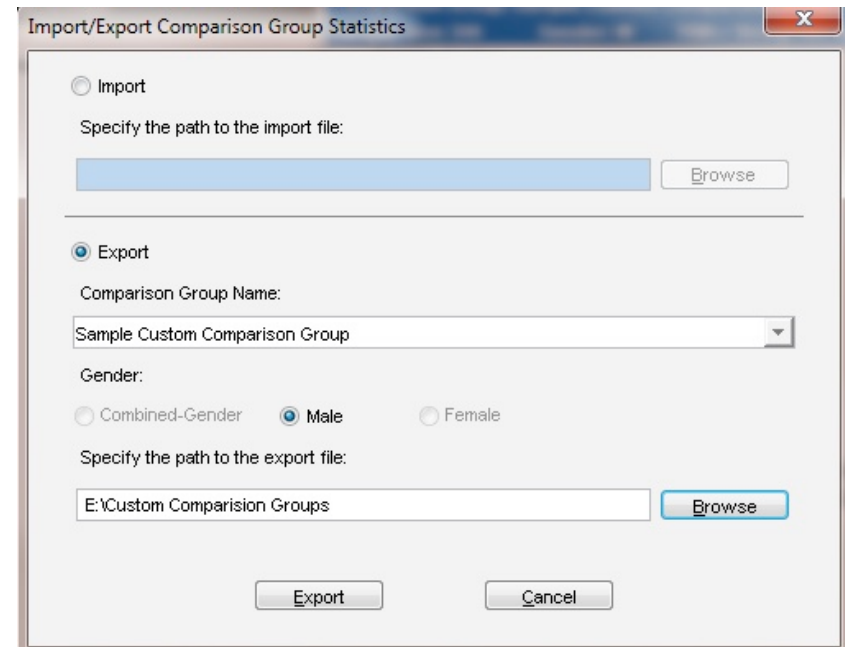 Import/Export Comparison Group Statistics
Import
Specify the path to the import file:
Browse
Export
Comparison Group Name:
Sample Custom Comparison Group
Gender:
Combined-Gender Male Female
Specify the path to the export file:
E:\Custom Comparision Groups Browse
Export Cancel